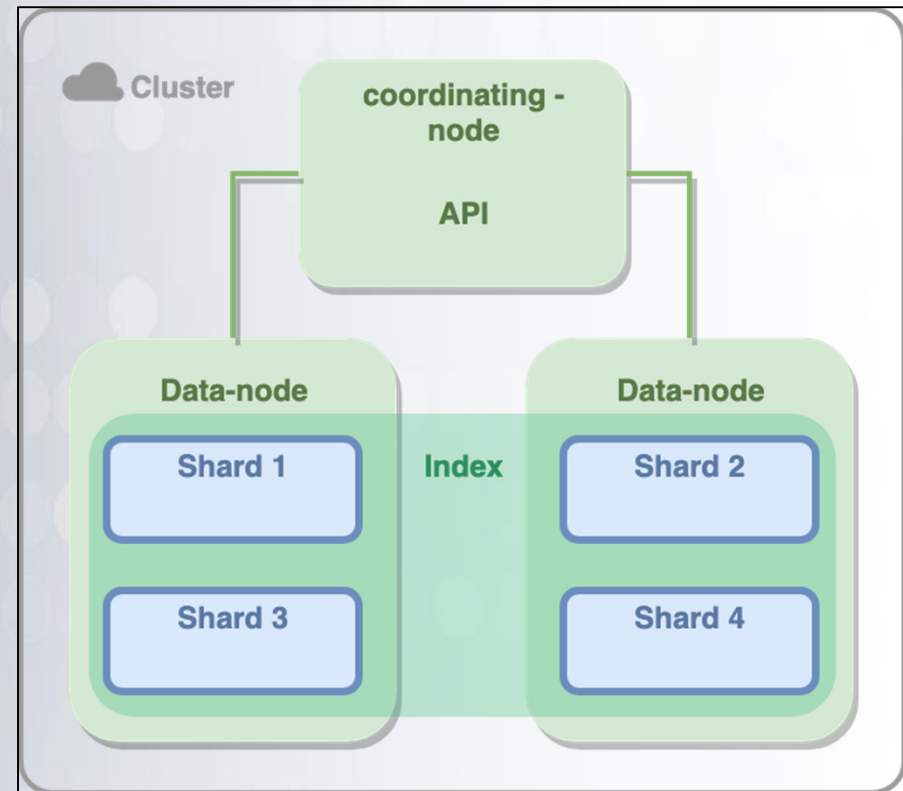 Cluster
coordinating -
node
API
Data-node
Data-node
Shard 1
Index
Shard 2
Shard 3
Shard 4